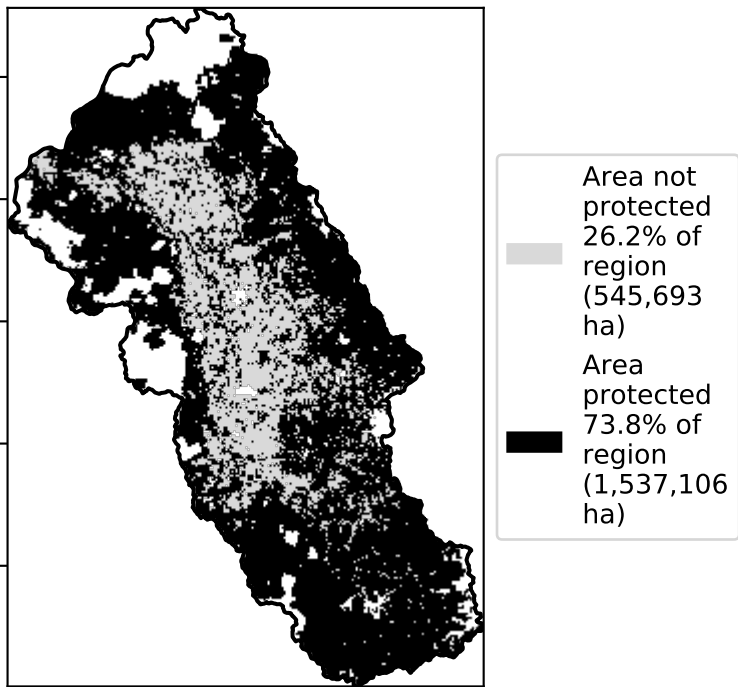 Area not
protected
26.2% of
region
(545,693
ha)
Area
protected
73.8% of
region
(1,537,106
ha)